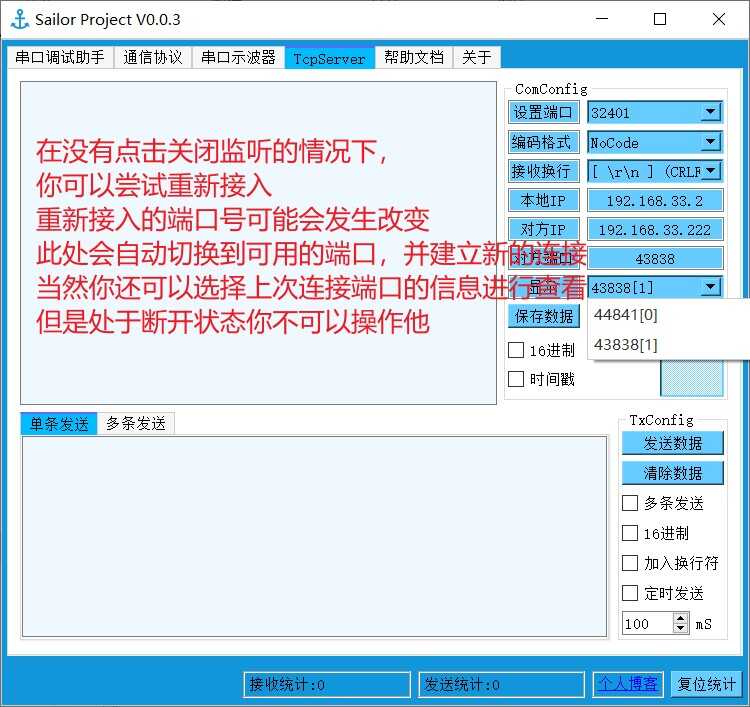 Sailor Project V0.0.3
串口调试助手 通信协议 串口示波器 TcpServer 帮助文档 关于
ComConfig
设置端口 32401
编码格式 NoCode
接收换行 [ \r\n ] (CRLF
本地IP 192.168.33.2
对方IP 192.168.33.222
对方端口 43838
43838[1]
44841[0]
43838[1]
保存数据
16进制
时间戳
在没有点击关闭监听的情况下，
你可以尝试重新接入
重新接入的端口号可能会发生改变
此处会自动切换到可用的端口，并建立新的连接
当然你还可以选择上次连接端口的信息进行查看
但是处于断开状态你不可以操作他
单条发送 多条发送
TxConfig
发送数据
清除数据
多条发送
16进制
加入换行符
定时发送
100 mS
接收统计:0 发送统计:0 个人博客 复位统计